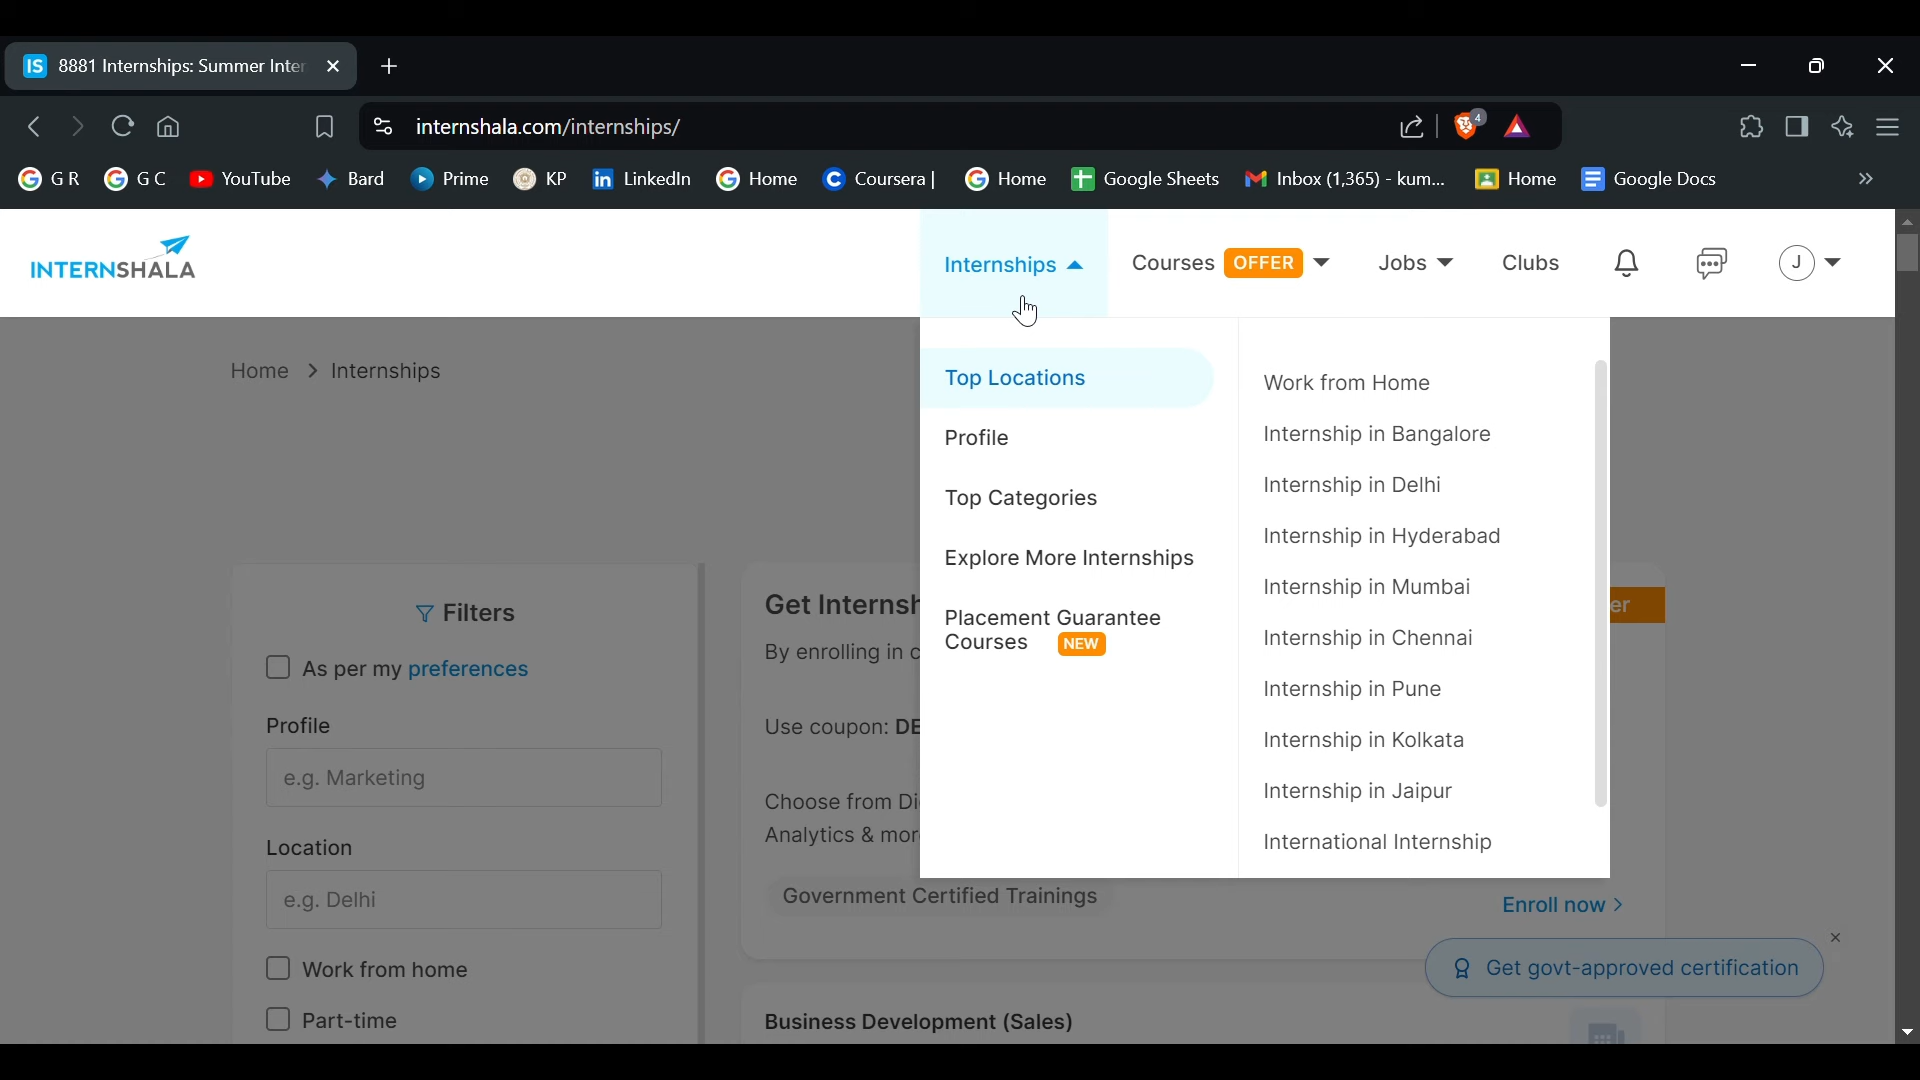 IS 8881 Internships: Summer Inter
internshala.com/internships/
4
G R
G C
YouTube
Bard
Prime
KP
LinkedIn
Home
Coursera |
Home
Google Sheets
Inbox (1,365) - kum...
Home
Google Docs
INTERNSHALA
Internships
Courses OFFER
Jobs
Clubs
J
Home > Internships
Top Locations
Profile
Top Categories
Explore More Internships
Placement Guarantee
Courses NEW
Work from Home
Internship in Bangalore
Internship in Delhi
Internship in Hyderabad
Internship in Mumbai
Internship in Chennai
Internship in Pune
Internship in Kolkata
Internship in Jaipur
International Internship
Filters
As per my preferences
Profile
e.g. Marketing
Location
e.g. Delhi
Work from home
Part-time
Get Internsh
er
By enrolling in c
Use coupon: DE
Choose from Di
Analytics & mor
Government Certified Trainings
Enroll now >
Get govt-approved certification
Business Development (Sales)